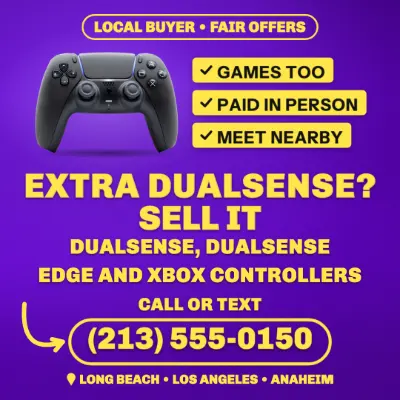 LOCAL BUYER • FAIR OFFERS
✓ GAMES TOO
✓ PAID IN PERSON
✓ MEET NEARBY
EXTRA DUALSENSE?
SELL IT
DUALSENSE, DUALSENSE
EDGE AND XBOX CONTROLLERS
CALL OR TEXT
(213) 555-0150
LONG BEACH • LOS ANGELES • ANAHEIM